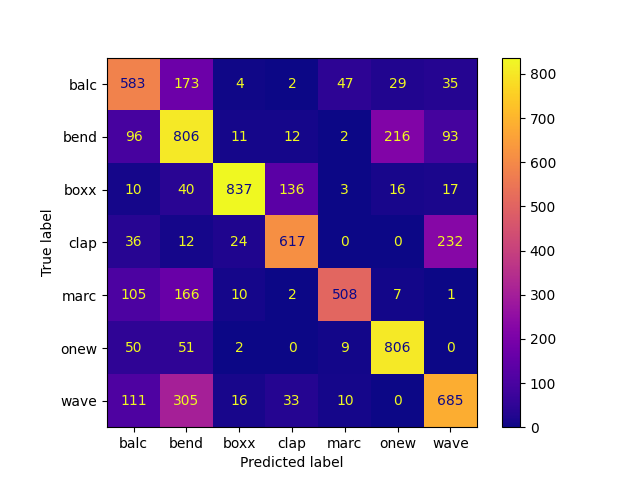 balc 583 173 4 2 47 29 35
bend 96 806 11 12 2 216 93
boxx 10 40 837 136 3 16 17
clap 36 12 24 617 0 0 232
marc 105 166 10 2 508 7 1
onew 50 51 2 0 9 806 0
wave 111 305 16 33 10 0 685
balc bend boxx clap marc onew wave
Predicted label
True label
800
700
600
500
400
300
200
100
0